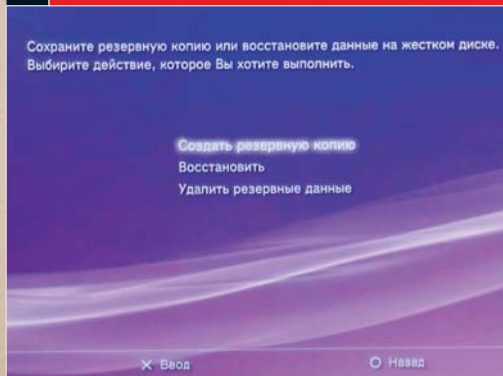 Сохраните резервную копию или восстановите данные на жестком диске.
Выбирите действие, которое Вы хотите выполнить.
Создать резервную копию
Восстановить
Удалить резервные данные
X Ввод
O Назад